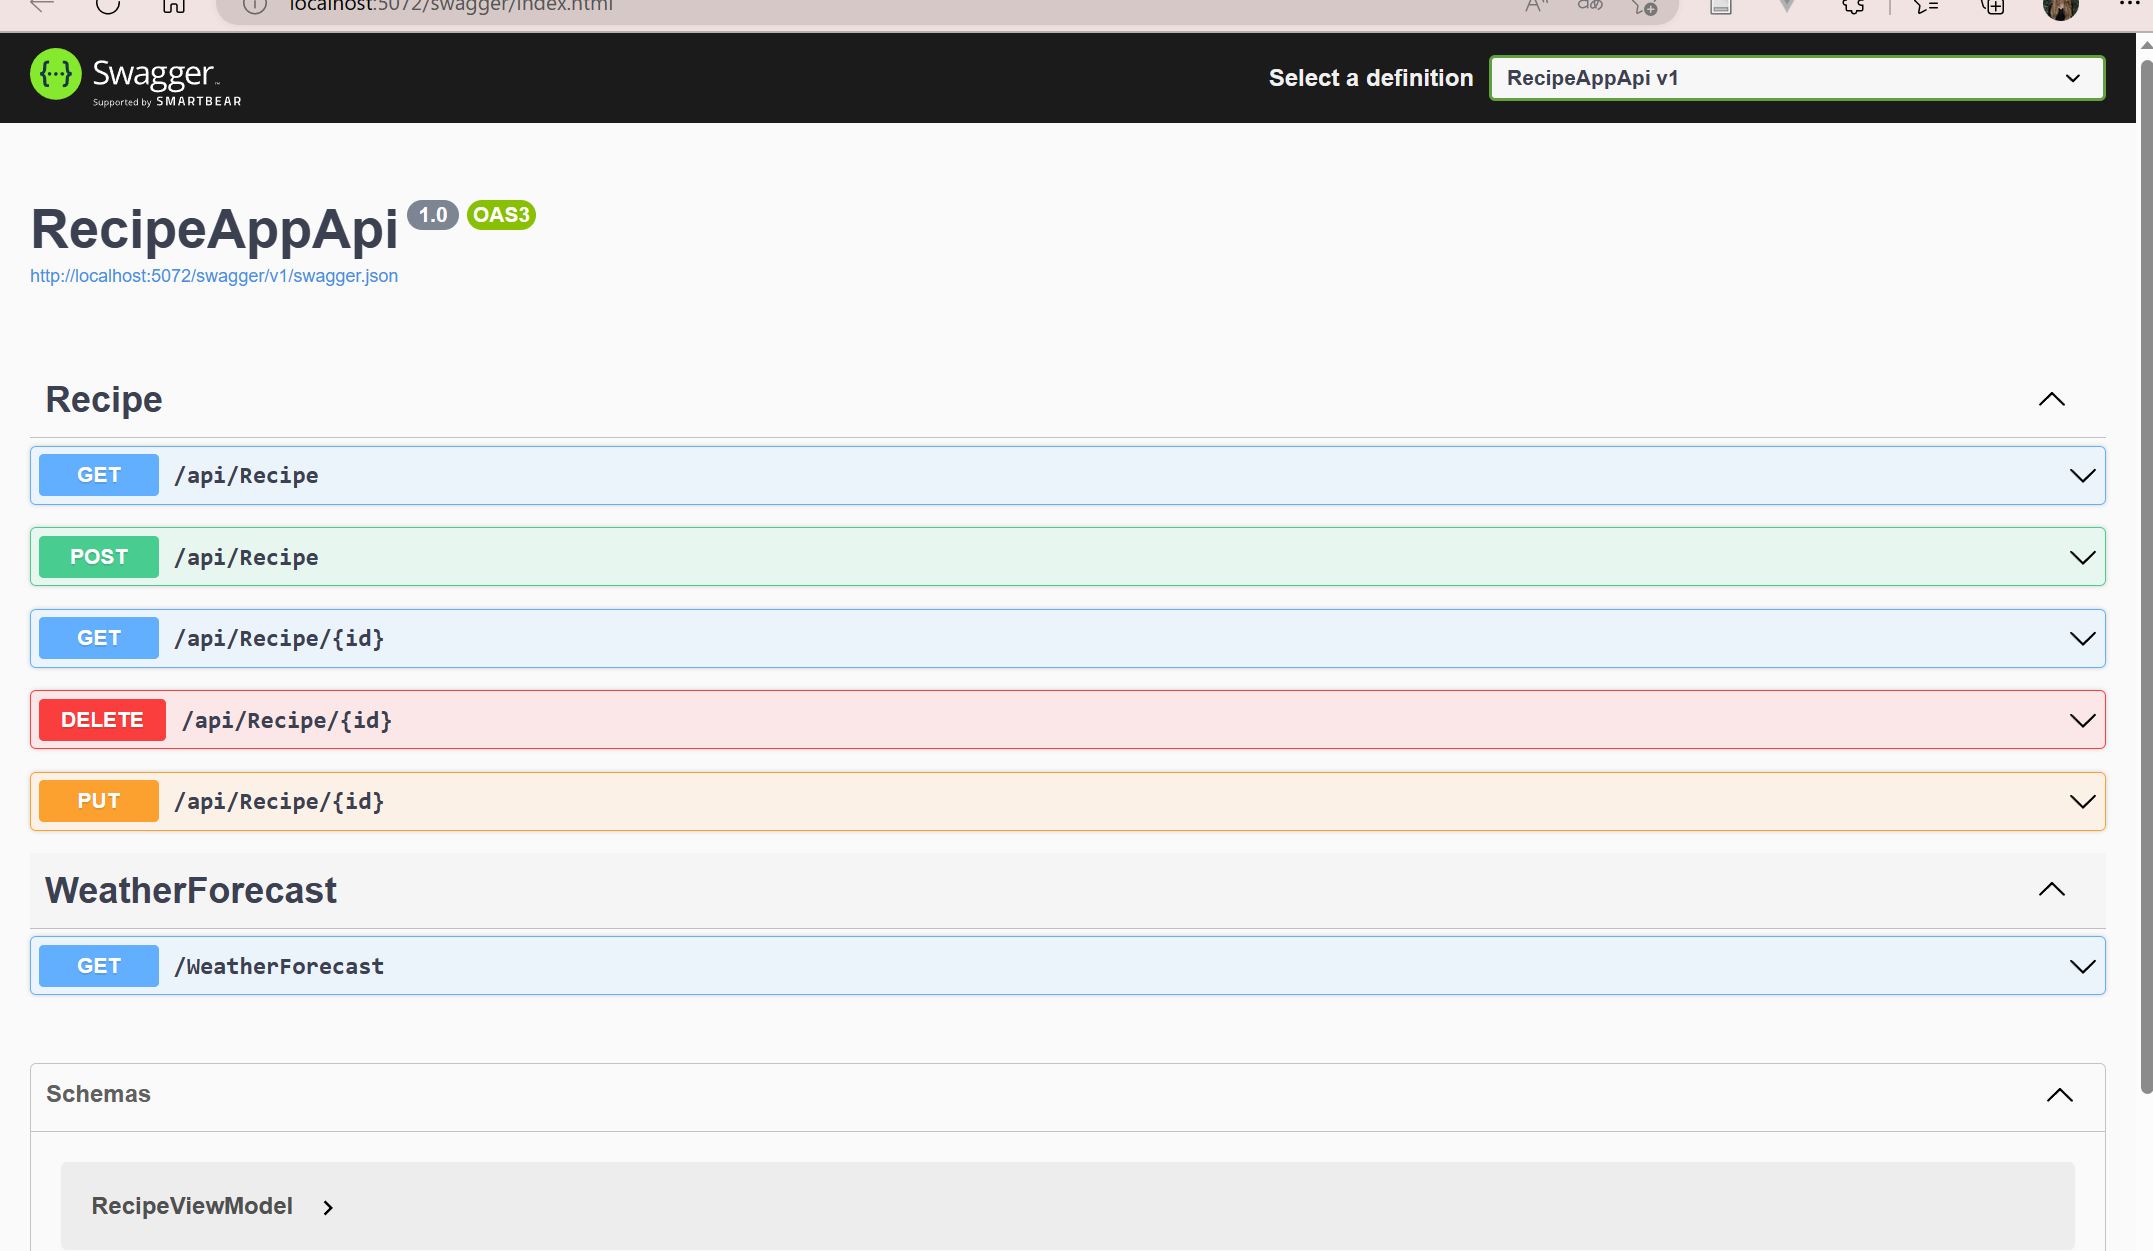 localhost:5072/swagger/index.html
Swagger
Supported by SMARTBEAR
Select a definition
RecipeAppApi v1
RecipeAppApi 1.0 OAS3
http://localhost:5072/swagger/v1/swagger.json
Recipe
GET /api/Recipe
POST /api/Recipe
GET /api/Recipe/{id}
DELETE /api/Recipe/{id}
PUT /api/Recipe/{id}
WeatherForecast
GET /WeatherForecast
Schemas
RecipeViewModel